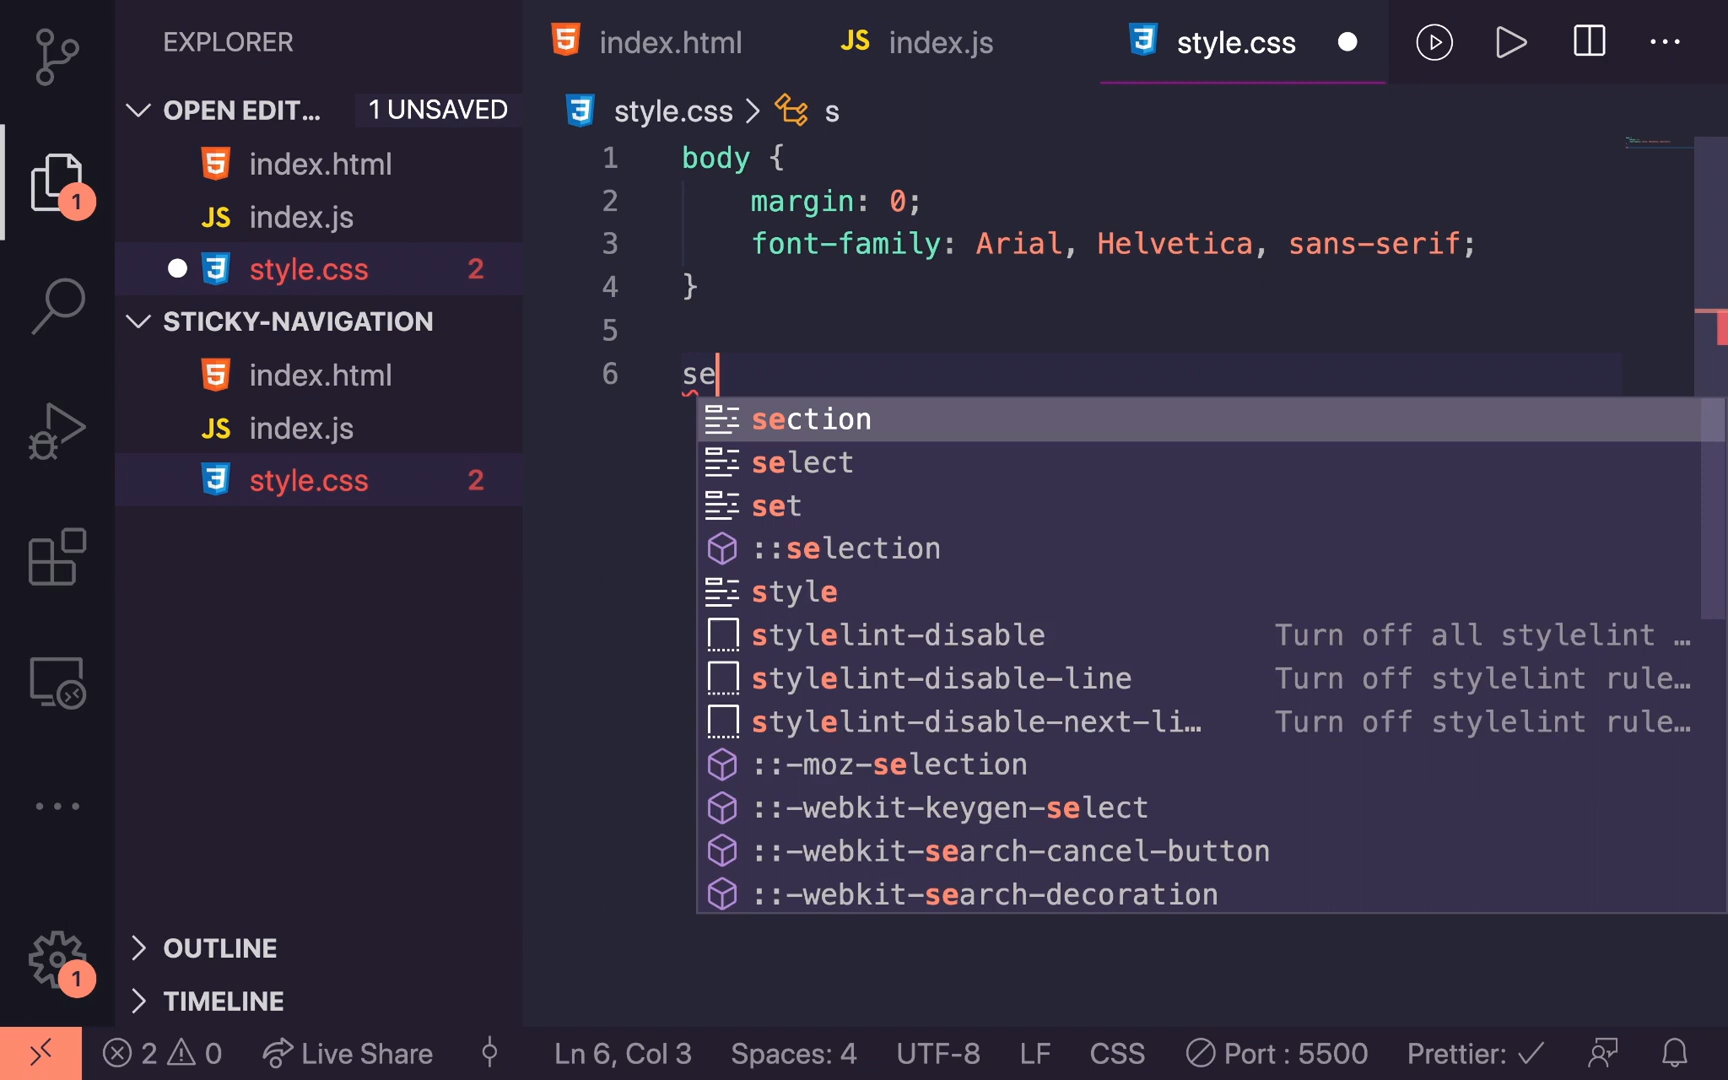 EXPLORER
OPEN EDIT... 1 UNSAVED
index.html
JS index.js
style.css 2
STICKY-NAVIGATION
index.html
JS index.js
style.css 2
OUTLINE
TIMELINE
1
1
index.html JS index.js style.css
style.css > s
1 body {
2 margin: 0;
3 font-family: Arial, Helvetica, sans-serif;
4 }
5
6 se
section
select
set
::selection
style
stylelint-disable Turn off all stylelint …
stylelint-disable-line Turn off stylelint rule…
stylelint-disable-next-li… Turn off stylelint rule…
::-moz-selection
::-webkit-keygen-select
::-webkit-search-cancel-button
::-webkit-search-decoration
2 0 Live Share Ln 6, Col 3 Spaces: 4 UTF-8 LF CSS Port : 5500 Prettier: ✓